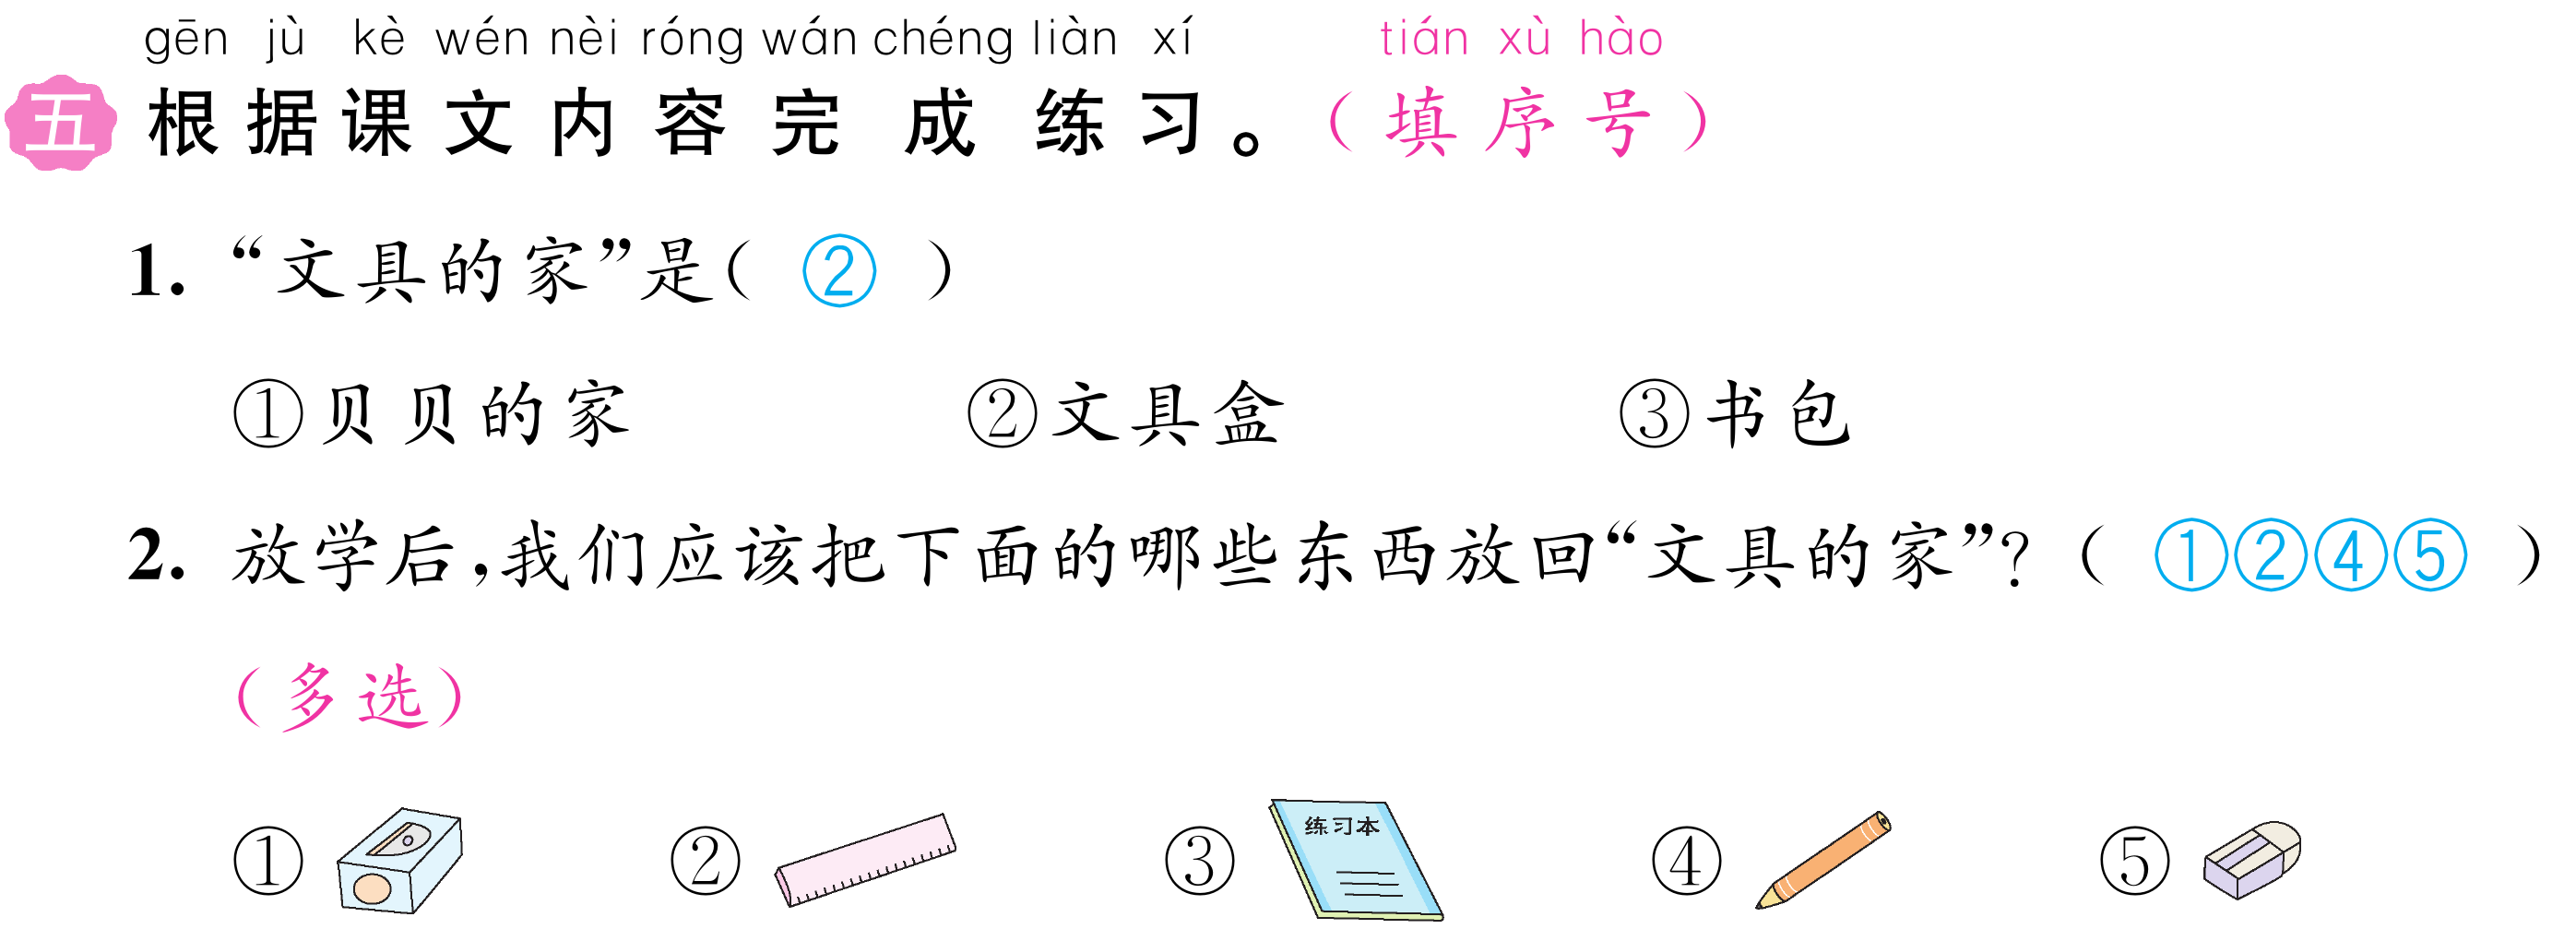 gēn jù kè wén nèi róng wán chéng liàn xí tián xù hào
五 根据课文内容完成练习。（填序号）
1. “文具的家”是（ ② ）
①贝贝的家 ②文具盒 ③书包
2. 放学后，我们应该把下面的哪些东西放回“文具的家”？（ ①②④⑤ ）
（多选）
① ② ③ 练习本 ④ ⑤